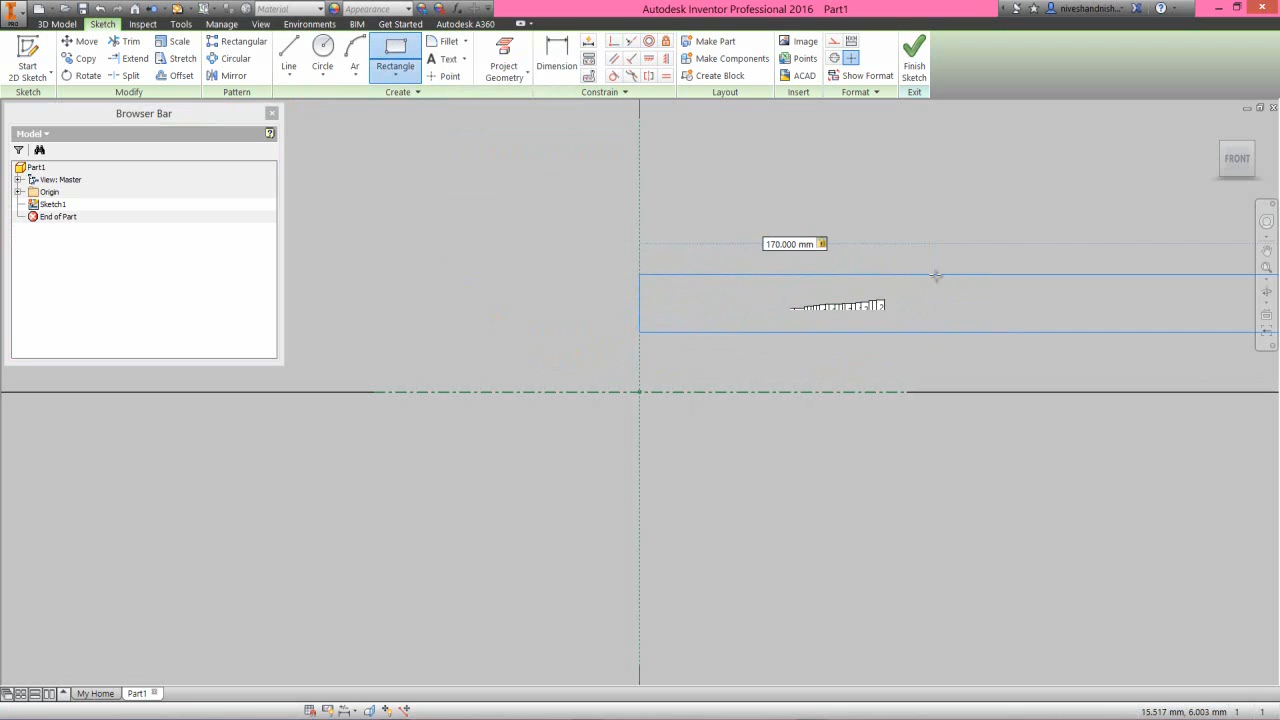 Material
Appearance
Autodesk Inventor Professional 2016 Part1
niveshandnish...
PRO
3D Model
Sketch
Inspect
Tools
Manage
View
Environments
BIM
Get Started
Autodesk A360
Start
2D Sketch
Move
Trim
Scale
Rotate
Split
Offset
Stretch
Rectangular
Circular
Mirror
Line
Circle
Rectangle
Fillet
Text
Point
Project
Geometry
Dimension
Make Part
Make Components
Create Block
Image
Points
ACAD
Show Format
Finish
Sketch
Sketch
Modify
Pattern
Create
Constrain
Layout
Insert
Format
Exit
Browser Bar
Model
Part1
View: Master
Origin
Sketch1
End of Part
FRONT
170.000 mm
My Home
Part1
15.517 mm, 6.003 mm 1 1